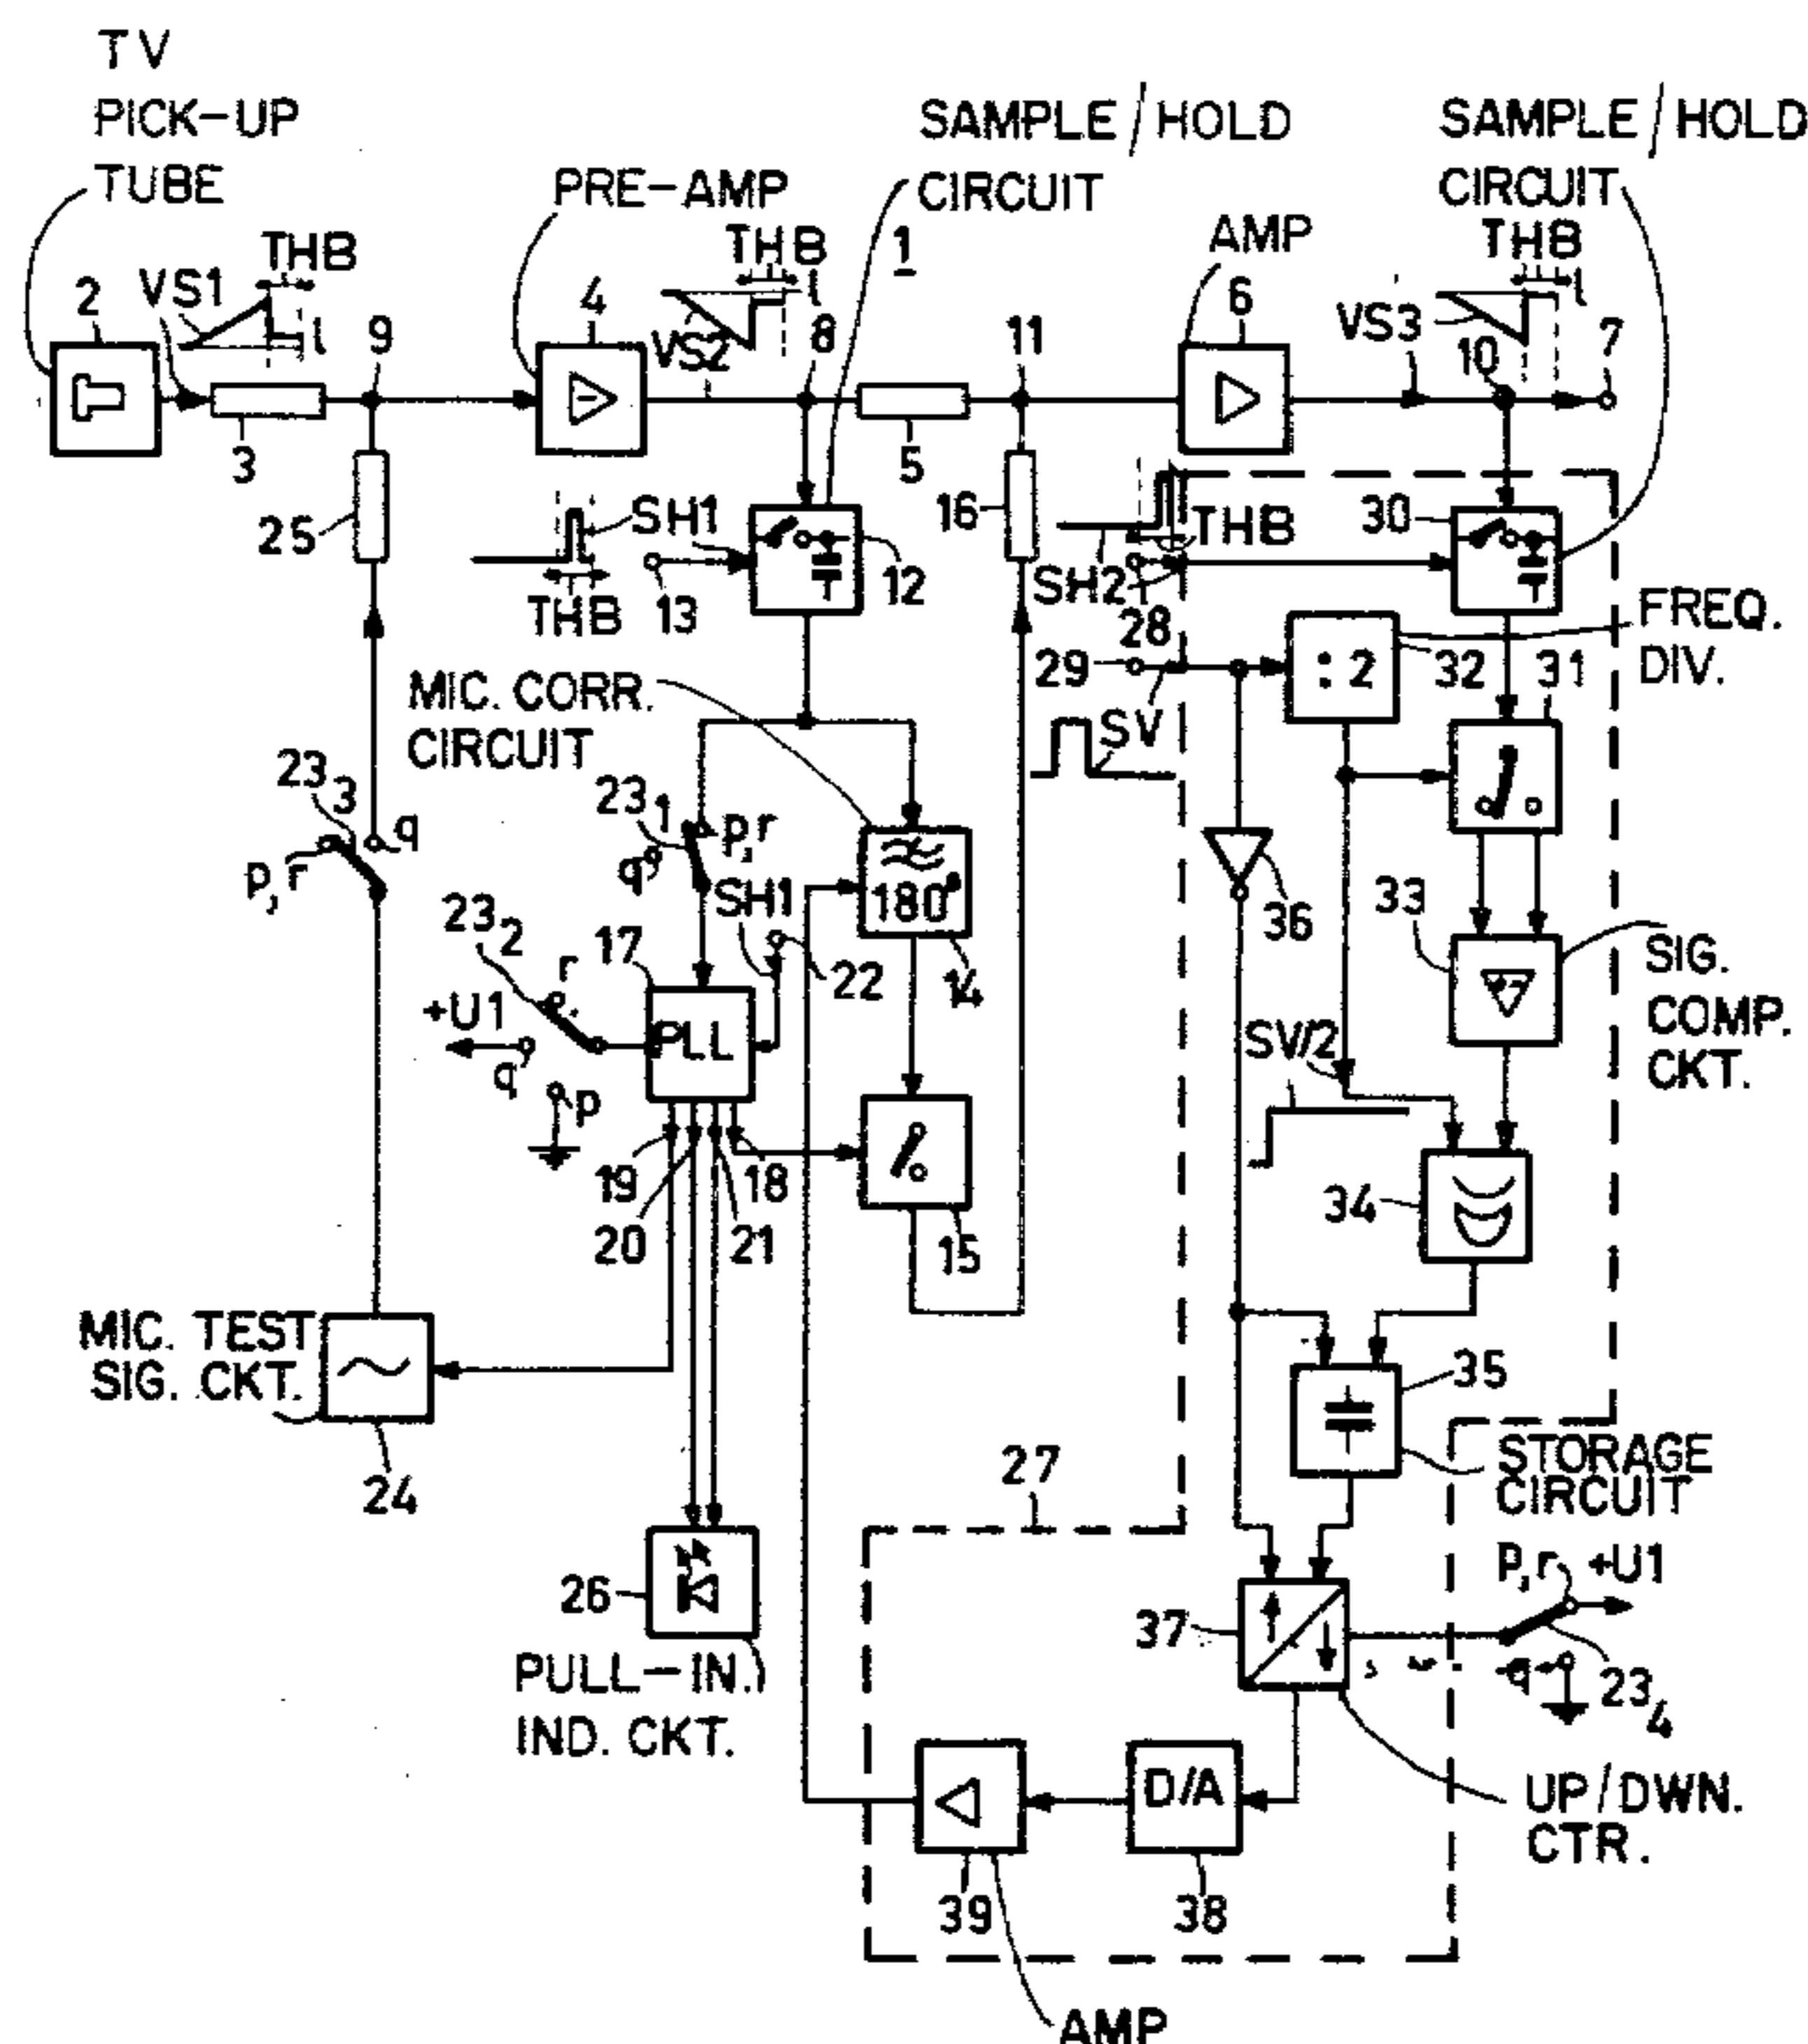 TV
PICK-UP
TUBE
PRE-AMP
SAMPLE/HOLD
CIRCUIT
1
AMP
SAMPLE/HOLD
CIRCUIT
THB
VS1
2
9
3
4
THB
VS2
8
5
11
6
THB
VS3
10
7
25
SH1
THB
13
12
16
SH2
THB
28
30
29
SV
: 2
32
FREQ.
DIV.
31
MIC. CORR.
CIRCUIT
23 3
p,r
q
23 1
p,r
q
SH1
22
180°
14
36
33
SIG.
COMP.
CKT.
23 2
r
+U1
q
p
17
PLL
19
20
21
18
15
SV/2
34
MIC. TEST
SIG. CKT.
24
35
STORAGE
CIRCUIT
27
26
PULL-IN.
IND. CKT.
37
p,r
+U1
q
23 4
UP/DWN.
CTR.
D/A
38
39
AMP